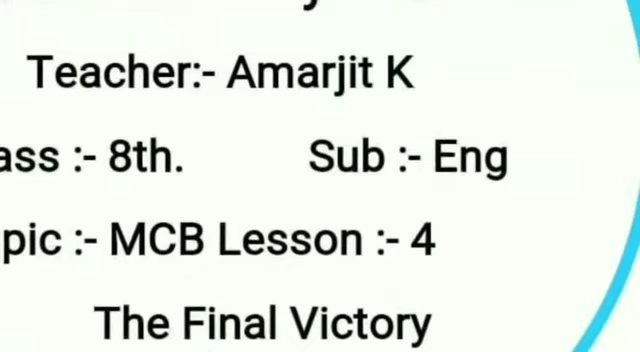 Teacher:- Amarjit K
ass :- 8th. Sub :- Eng
pic :- MCB Lesson :- 4
The Final Victory